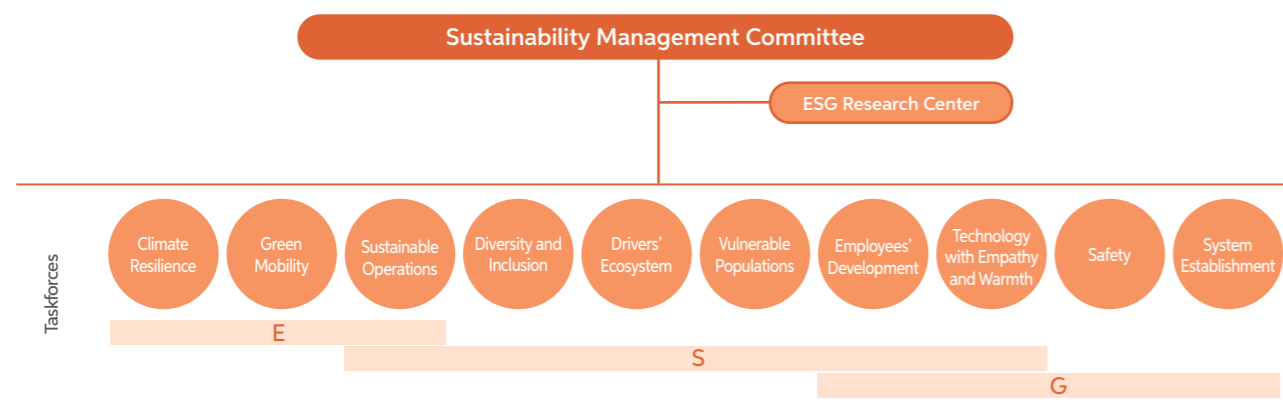 Sustainability Management Committee
ESG Research Center
Taskforces
Climate
Resilience
Green
Mobility
Sustainable
Operations
Diversity and
Inclusion
Drivers’
Ecosystem
Vulnerable
Populations
Employees’
Development
Technology
with Empathy
and Warmth
Safety
System
Establishment
E
S
G